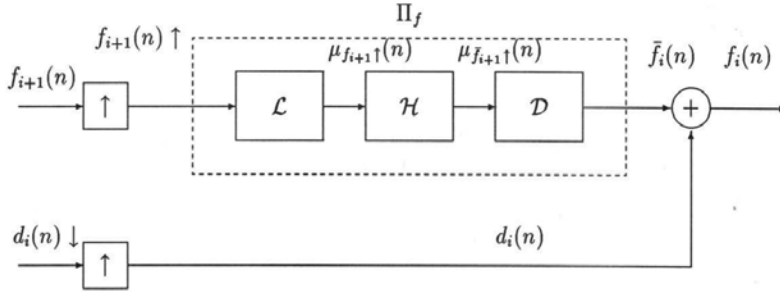 Π_f
f_{i+1}(n) ↑
μ_{f_{i+1}↑}(n)
μ_{f̄_{i+1}↑}(n)
f̄_i(n)
f_i(n)
f_{i+1}(n)
↑
ℒ
ℋ
𝒟
+
d_i(n) ↓
d_i(n)
↑